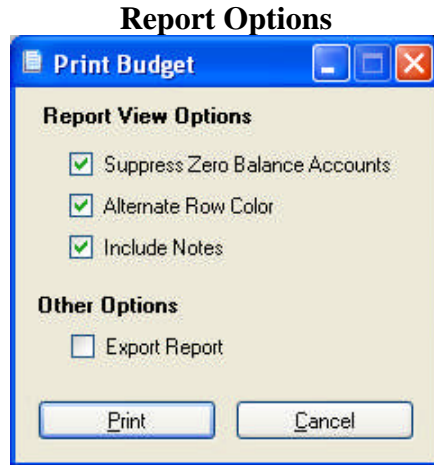 Report Options
Print Budget
Report View Options
Suppress Zero Balance Accounts
Alternate Row Color
Include Notes
Other Options
Export Report
Print Cancel